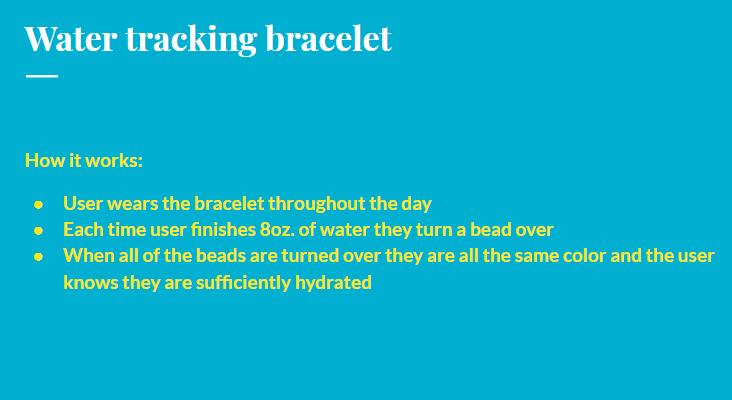 Water tracking bracelet
How it works:
● User wears the bracelet throughout the day
● Each time user finishes 8oz. of water they turn a bead over
● When all of the beads are turned over they are all the same color and the user
knows they are sufficiently hydrated